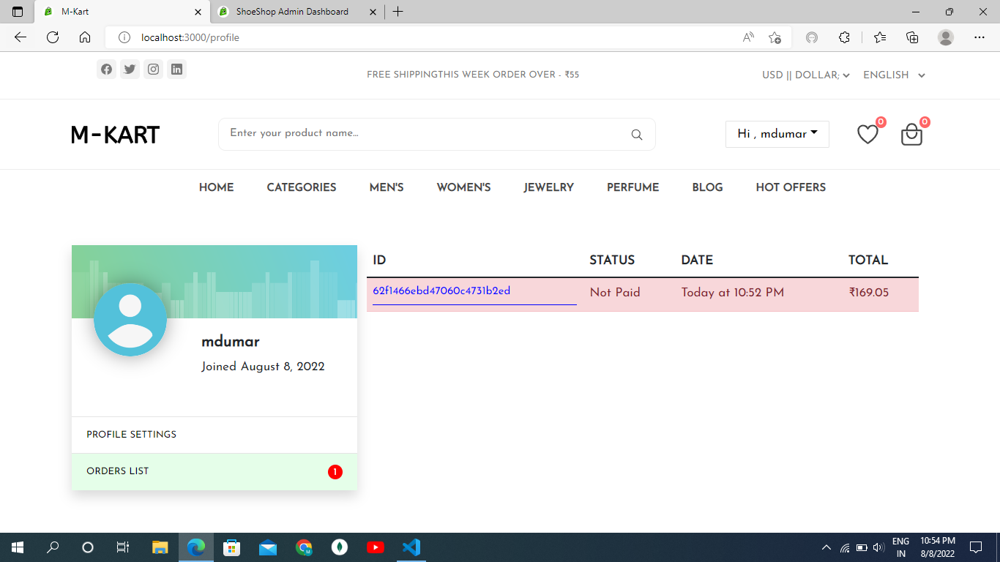 M-Kart
ShoeShop Admin Dashboard
localhost:3000/profile
FREE SHIPPINGTHIS WEEK ORDER OVER - ₹55
USD || DOLLAR;
ENGLISH
M-KART
Enter your product name...
Hi , mdumar
0
0
HOME CATEGORIES MEN'S WOMEN'S JEWELRY PERFUME BLOG HOT OFFERS
mdumar
Joined August 8, 2022
PROFILE SETTINGS
ORDERS LIST 1
ID STATUS DATE TOTAL
62f1466ebd47060c4731b2ed Not Paid Today at 10:52 PM ₹169.05
ENG
IN
10:54 PM
8/8/2022